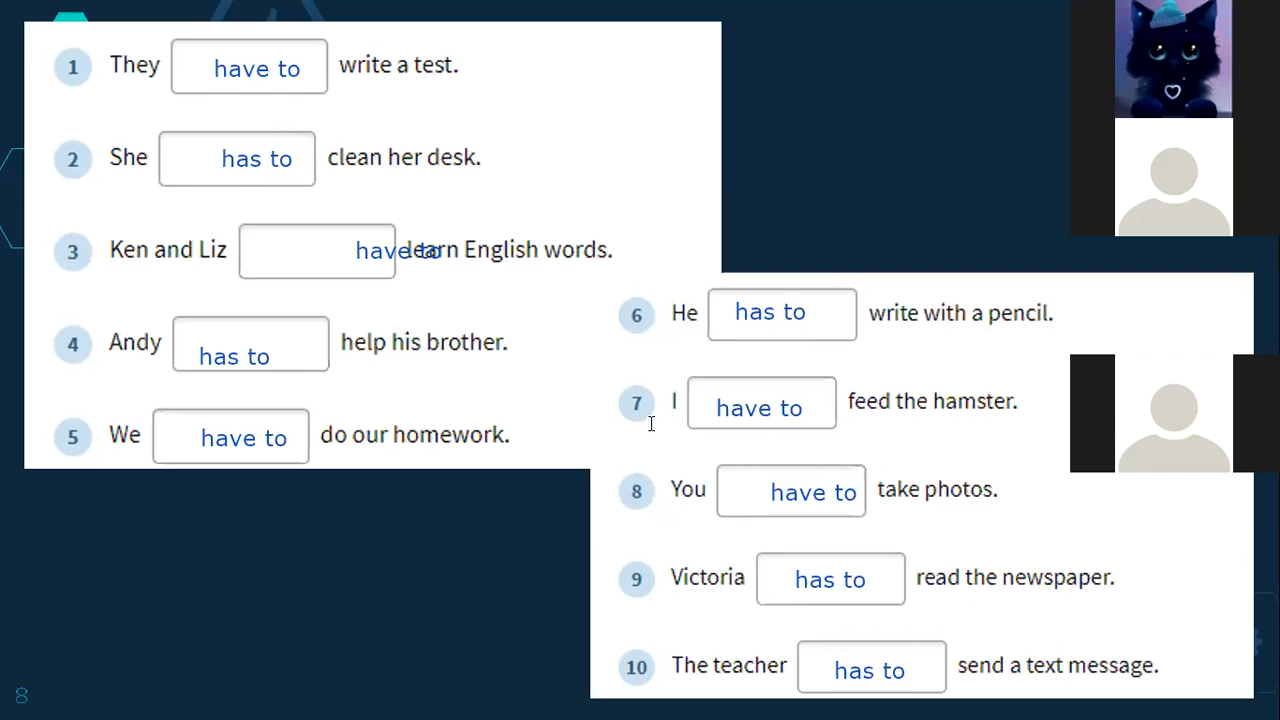 1 They have to write a test.
2 She has to clean her desk.
3 Ken and Liz have to learn English words.
4 Andy has to help his brother.
5 We have to do our homework.
6 He has to write with a pencil.
7 I have to feed the hamster.
8 You have to take photos.
9 Victoria has to read the newspaper.
10 The teacher has to send a text message.
8